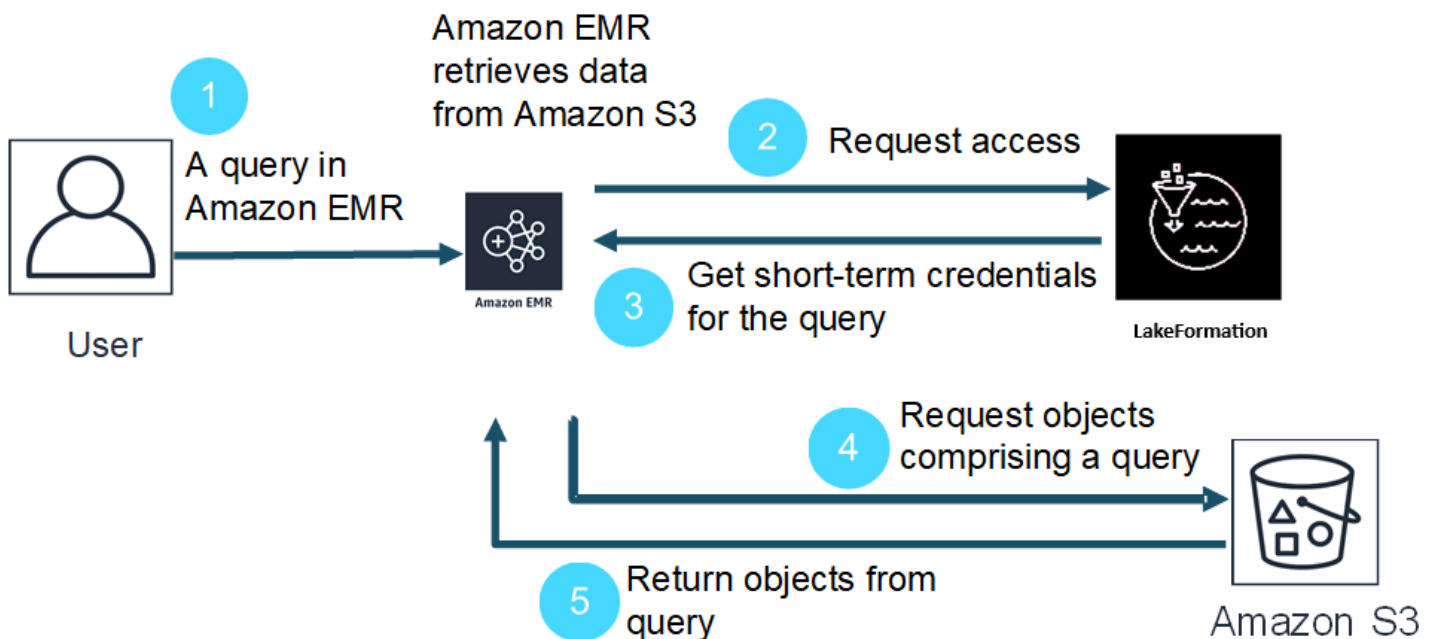 1
A query in
Amazon EMR
User
Amazon EMR
retrieves data
from Amazon S3
Amazon EMR
2
Request access
3
Get short-term credentials
for the query
LakeFormation
4
Request objects
comprising a query
5
Return objects from
query
Amazon S3